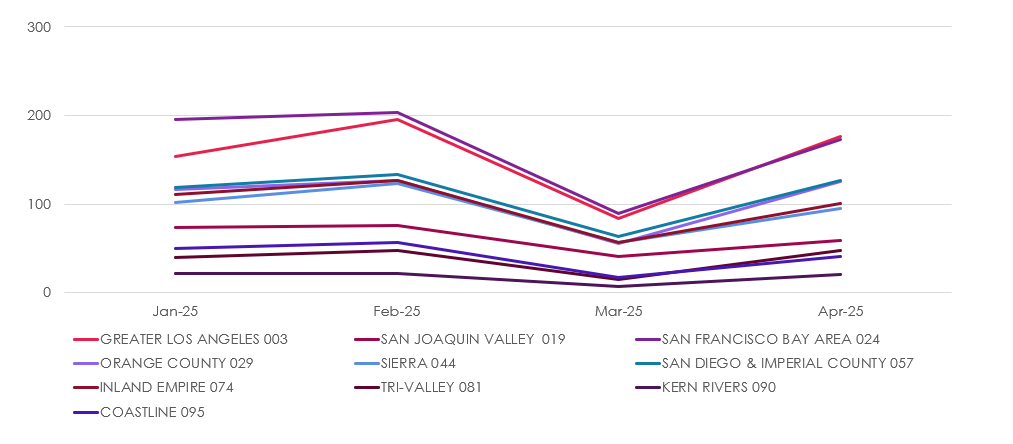 300
200
100
0
Jan-25 Feb-25 Mar-25 Apr-25
GREATER LOS ANGELES 003 SAN JOAQUIN VALLEY  019 SAN FRANCISCO BAY AREA 024
ORANGE COUNTY 029 SIERRA 044 SAN DIEGO & IMPERIAL COUNTY 057
INLAND EMPIRE 074 TRI-VALLEY 081 KERN RIVERS 090
COASTLINE 095